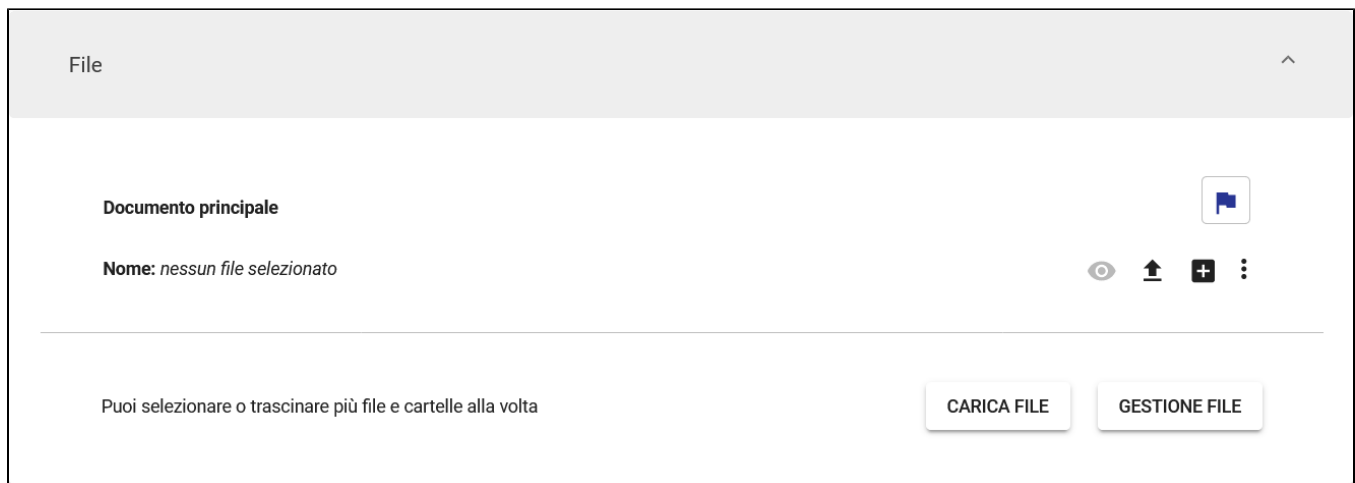 File
Documento principale
Nome: nessun file selezionato
Puoi selezionare o trascinare più file e cartelle alla volta
CARICA FILE
GESTIONE FILE